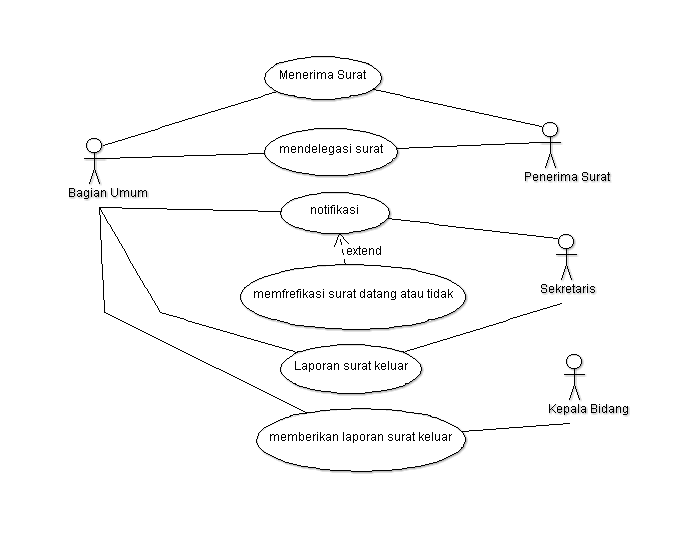 Menerima Surat
mendelegasi surat
Bagian Umum
Penerima Surat
notifikasi
extend
memfrefikasi surat datang atau tidak
Sekretaris
Laporan surat keluar
Kepala Bidang
memberikan laporan surat keluar